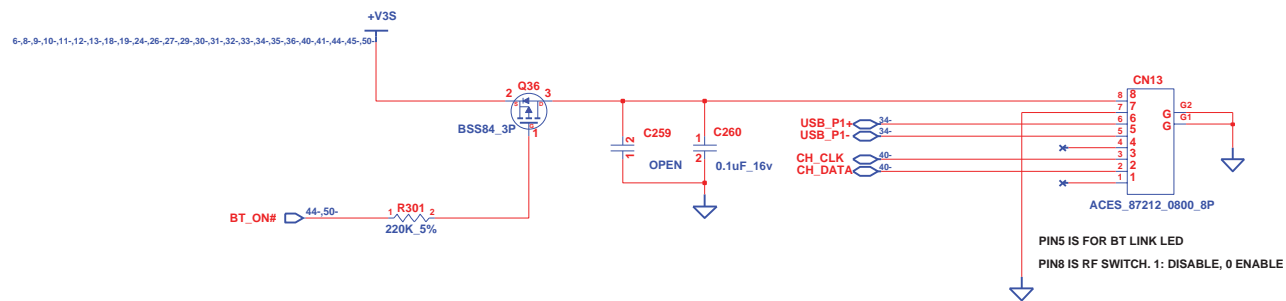 +V3S
6-,8-,9-,10-,11-,12-,13-,18-,19-,24-,26-,27-,29-,30-,31-,32-,33-,34-,35-,36-,40-,41-,44-,45-,50-
Q36
2 3
S D
G
BSS84_3P
1
C259
2
1
OPEN
C260
1
2
0.1uF_16v
BT_ON# 44-,50-
R301
1 2
220K_5%
CN13
USB_P1+ 34-
USB_P1- 34-
CH_CLK 40-
CH_DATA 40-
8 8
7 7
6 6
5 5
4 4
3 3
2 2
1 1
G G2
G G1
ACES_87212_0800_8P
PIN5 IS FOR BT LINK LED
PIN8 IS RF SWITCH. 1: DISABLE, 0 ENABLE